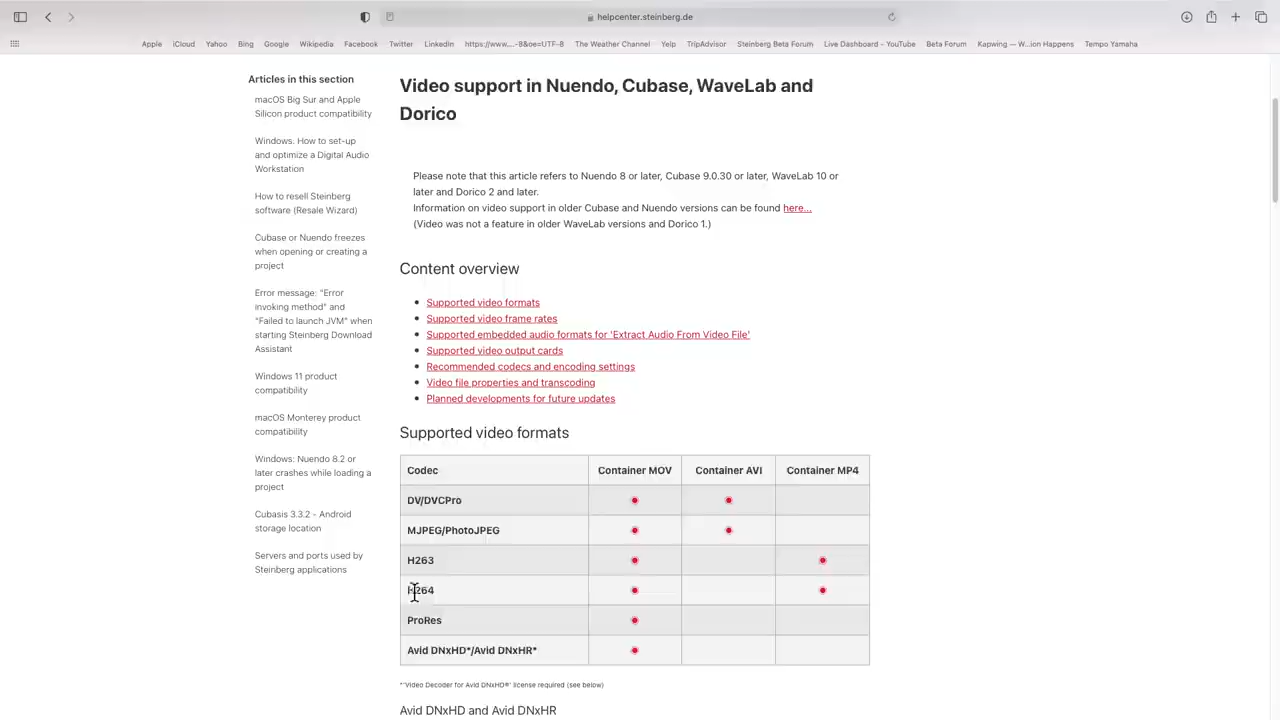 helpcenter.steinberg.de
Apple iCloud Yahoo Bing Google Wikipedia Facebook Twitter LinkedIn https://www,...-9&oe=UTF-8 The Weather Channel Yelp TripAdvisor Steinberg Beta Forum Live Dashboard - YouTube Beta Forum Kapwing — W...ion Happens Tempo Yamaha
Articles in this section
macOS Big Sur and Apple
Silicon product compatibility
Windows: How to set-up
and optimize a Digital Audio
Workstation
How to resell Steinberg
software (Resale Wizard)
Cubase or Nuendo freezes
when opening or creating a
project
Error message: "Error
invoking method" and
"Failed to launch JVM" when
starting Steinberg Download
Assistant
Windows 11 product
compatibility
macOS Monterey product
compatibility
Windows: Nuendo 8.2 or
later crashes while loading a
project
Cubasis 3.3.2 - Android
storage location
Servers and ports used by
Steinberg applications
Video support in Nuendo, Cubase, WaveLab and
Dorico
Please note that this article refers to Nuendo 8 or later, Cubase 9.0.30 or later, WaveLab 10 or
later and Dorico 2 and later.
Information on video support in older Cubase and Nuendo versions can be found here...
(Video was not a feature in older WaveLab versions and Dorico 1.)
Content overview
Supported video formats
Supported video frame rates
Supported embedded audio formats for 'Extract Audio From Video File'
Supported video output cards
Recommended codecs and encoding settings
Video file properties and transcoding
Planned developments for future updates
Supported video formats
Codec Container MOV Container AVI Container MP4
DV/DVCPro
MJPEG/PhotoJPEG
H263
H264
ProRes
Avid DNxHD*/Avid DNxHR*
*'Video Decoder for Avid DNxHD®' license required (see below)
Avid DNxHD and Avid DNxHR